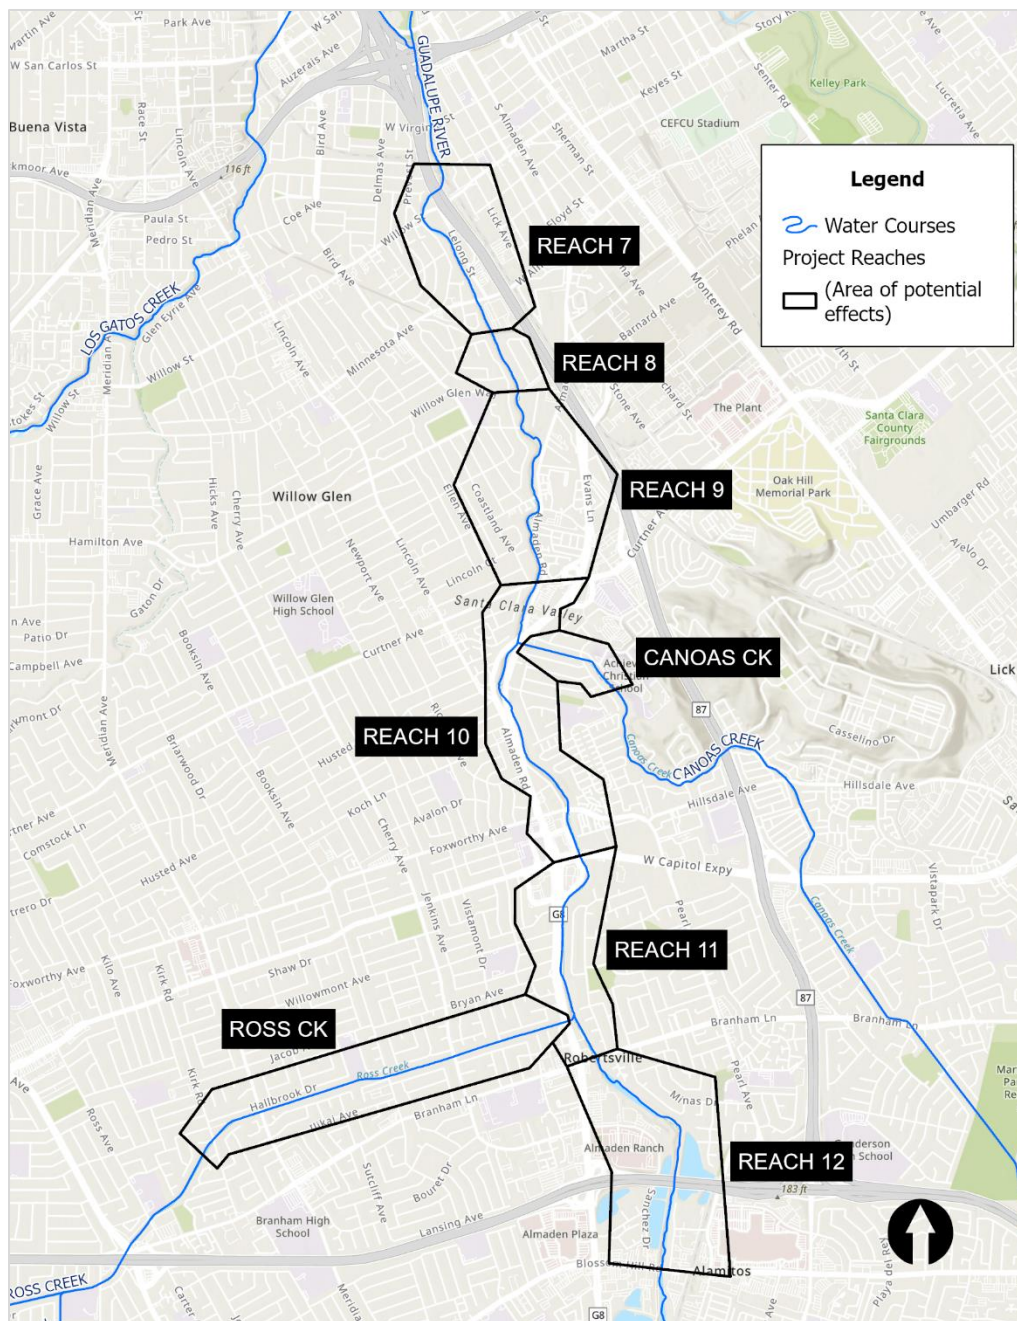 Martin Ave
Park Ave
W San Carlos St
Auzerais Ave
Buena Vista
Race St
Lincoln Ave
Bird Ave
W Virginia St
GUADALUPE RIVER
S Almaden Ave
Sherman St
Martha St
Keyes St
Story Rd
Senter Rd
Kelley Park
Lucretia Ave
CEFCU Stadium
116 ft
Meridian Ave
Paula St
Pedro St
Coe Ave
Delmas Ave
Prevost St
Willow St
Lelong St
Lick Ave
Floyd St
REACH 7
Bird Ave
LOS GATOS CREEK
Glen Eyrie Ave
Willow St
Lincoln Ave
Minnesota Ave
Barnard Ave
Monterey Rd
Legend
Water Courses
Project Reaches
(Area of potential
effects)
REACH 8
Willow Glen Way
Stone Ave
The Plant
Santa Clara
County
Fairgrounds
Grace Ave
Hicks Ave
Cherry Ave
Willow Glen
Ellen Ave
Coastland Ave
Almaden Rd
Evans Ln
REACH 9
Oak Hill
Memorial Park
Umbarger Rd
Hamilton Ave
Newport Ave
Lincoln Ave
Lincoln Ct
Curtner Ave
Gaton Dr
Willow Glen
High School
Santa Clara Valley
Patio Dr
Campbell Ave
Booksin Ave
Curtner Ave
CANOAS CK
Lick
Meridian Ave
Briarwood Dr
REACH 10
Almaden Rd
87
Canoas Creek
CANOAS CREEK
Casselino Dr
Hillsdale Ave
Hillsdale Ave
Booksin Ave
Koch Ln
Avalon Dr
Cherry Ave
Foxworthy Ave
Comstock Ln
Husted Ave
W Capitol Expy
Vistapark Dr
Canoas Creek
Jenkins Ave
Vistamont Dr
G8
REACH 11
Foxworthy Ave
Kilo Ave
Kirk Rd
Shaw Dr
Willowmont Ave
Bryan Ave
87
Branham Ln
Branham Ln
ROSS CK
Robertsville
Ross Creek
Hallbrook Dr
Kirk Rd
Ross Ave
Branham Ln
Pearl Ave
Minas Dr
Almaden Ranch
REACH 12
183 ft
Sutcliff Ave
Bouret Dr
Branham High
School
Lansing Ave
Almaden Plaza
Sanchez Dr
Blossom Hill Rd
Alamitos
ROSS CREEK
G8
Playa del Rey